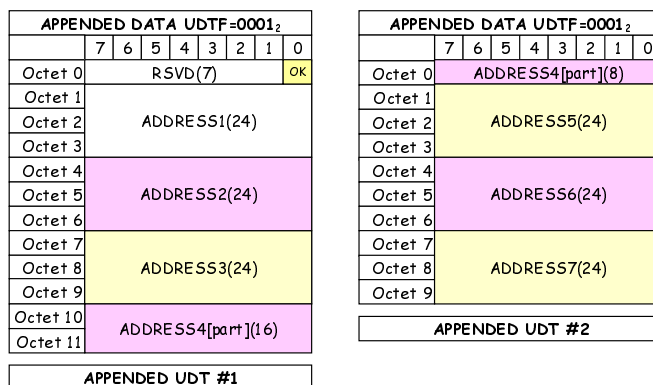 APPENDED DATA UDTF=0001₂
7 6 5 4 3 2 1 0
Octet 0 RSVD(7) OK
Octet 1
Octet 2 ADDRESS1(24)
Octet 3
Octet 4
Octet 5 ADDRESS2(24)
Octet 6
Octet 7
Octet 8 ADDRESS3(24)
Octet 9
Octet 10
ADDRESS4[part](16)
Octet 11
APPENDED UDT #1
APPENDED DATA UDTF=0001₂
7 6 5 4 3 2 1 0
Octet 0 ADDRESS4[part](8)
Octet 1
Octet 2 ADDRESS5(24)
Octet 3
Octet 4
Octet 5 ADDRESS6(24)
Octet 6
Octet 7
Octet 8 ADDRESS7(24)
Octet 9
APPENDED UDT #2